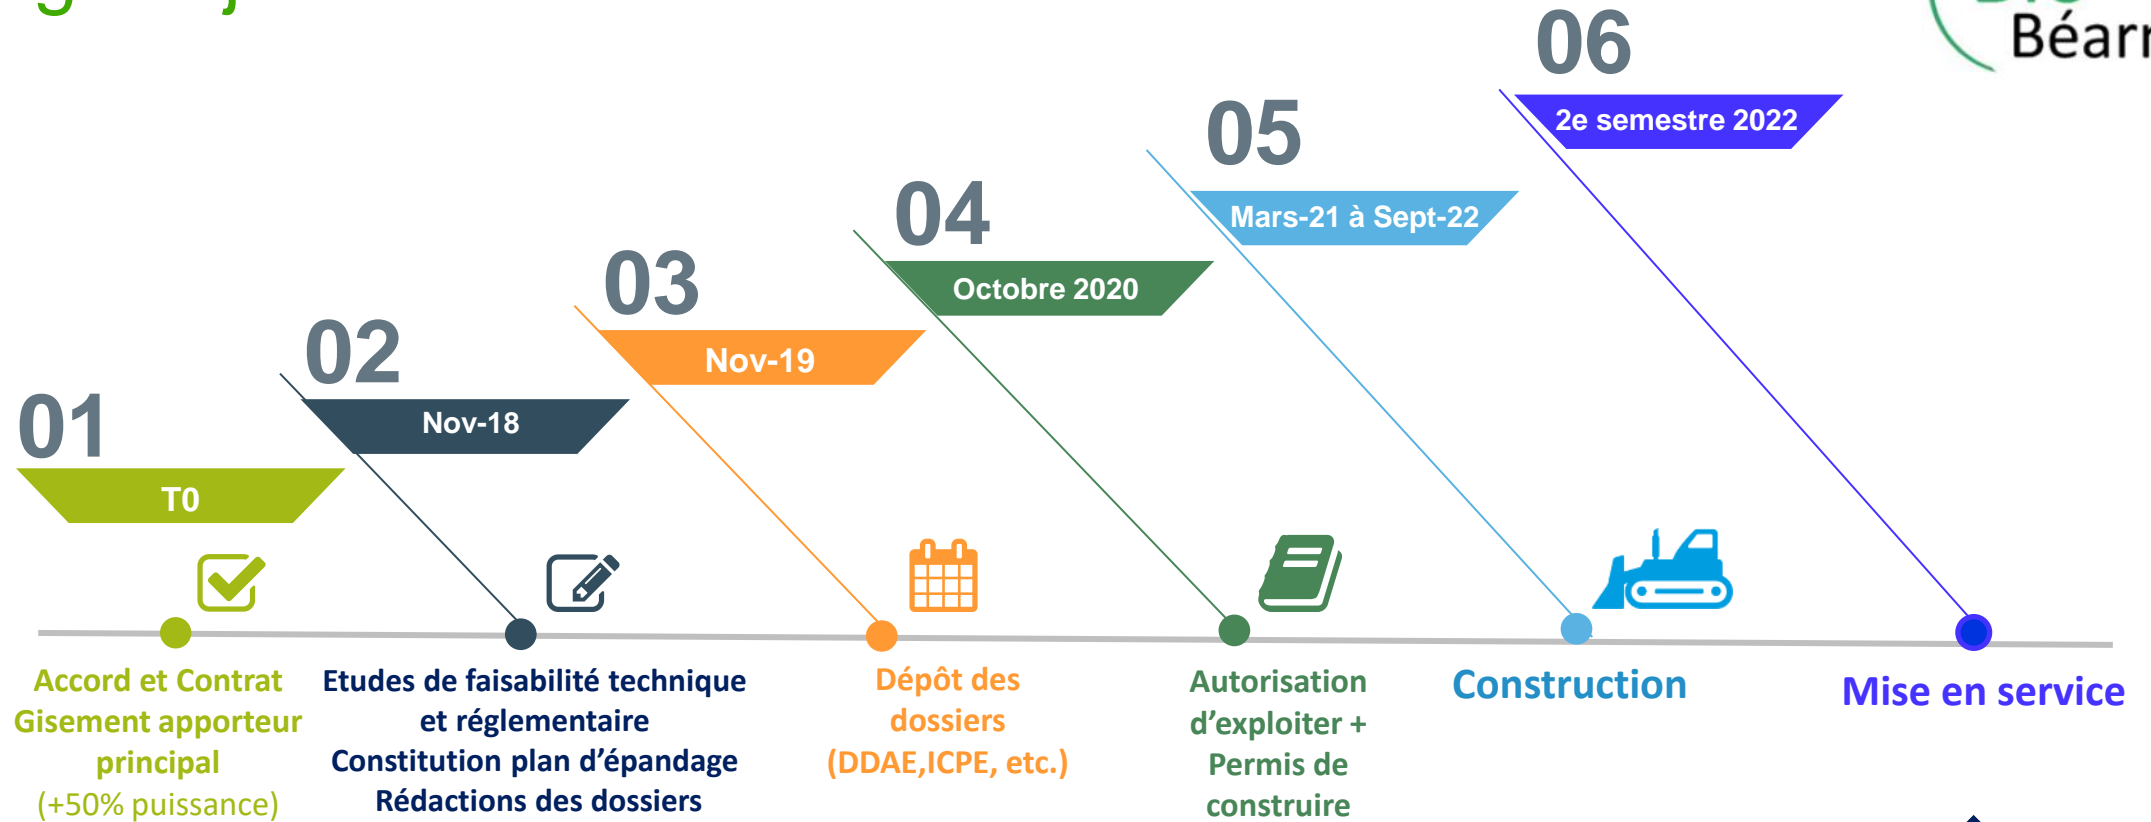 06
Béarn
05
2e semestre 2022
04
Mars-21 à Sept-22
03
Octobre 2020
02
Nov-19
01
Nov-18
T0
Accord et Contrat
Gisement apporteur
principal
(+50% puissance)
Etudes de faisabilité technique
et réglementaire
Constitution plan d'épandage
Rédactions des dossiers
Dépôt des
dossiers
(DDAE,ICPE, etc.)
Autorisation
d'exploiter +
Permis de
construire
Construction
Mise en service